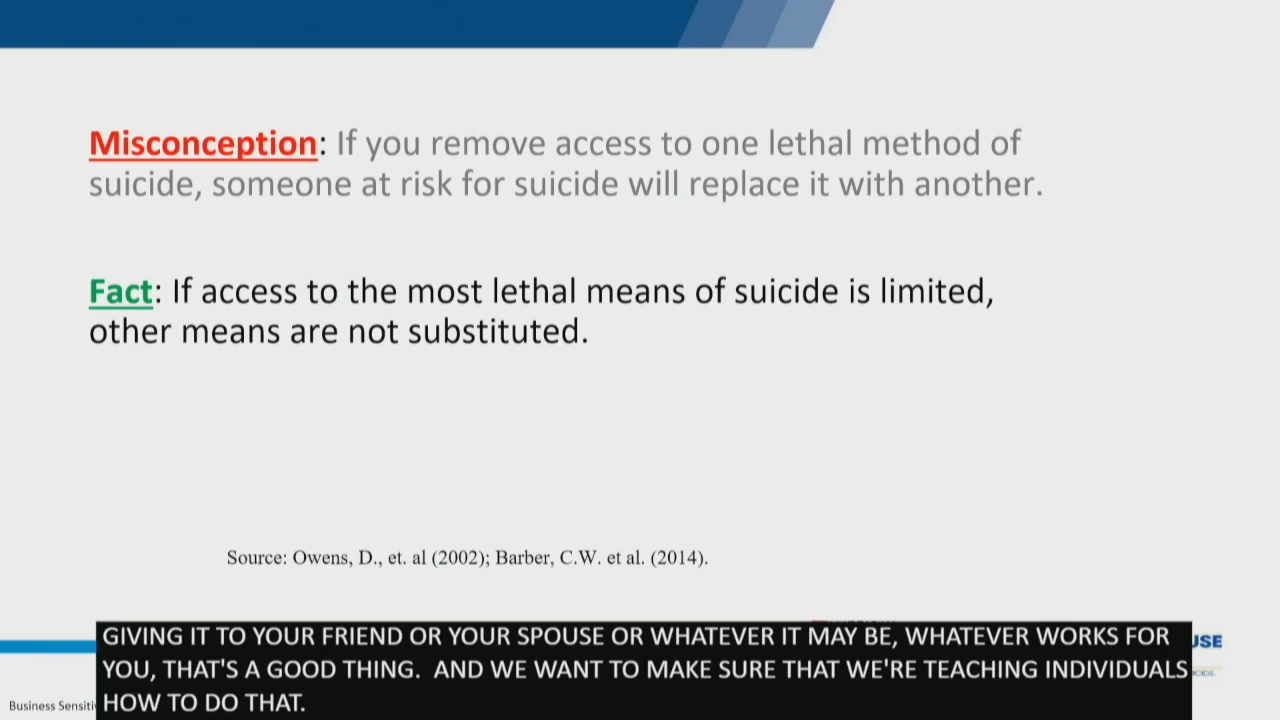 Misconception: If you remove access to one lethal method of
suicide, someone at risk for suicide will replace it with another.
Fact: If access to the most lethal means of suicide is limited,
other means are not substituted.
Source: Owens, D., et. al (2002); Barber, C.W. et al. (2014).
GIVING IT TO YOUR FRIEND OR YOUR SPOUSE OR WHATEVER IT MAY BE, WHATEVER WORKS FOR
YOU, THAT'S A GOOD THING.  AND WE WANT TO MAKE SURE THAT WE'RE TEACHING INDIVIDUALS
HOW TO DO THAT.
USE
Business Sensiti